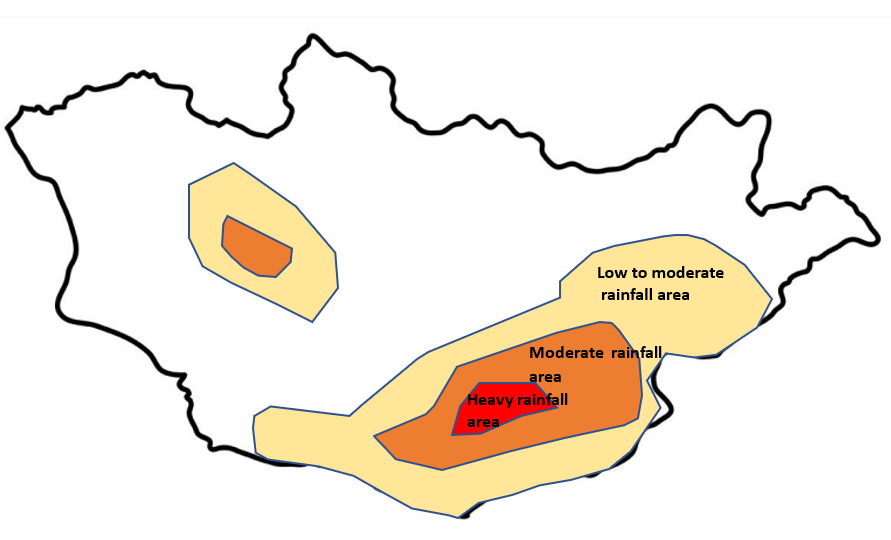 Low to moderate
rainfall area
Moderate rainfall
area
Heavy rainfall
area